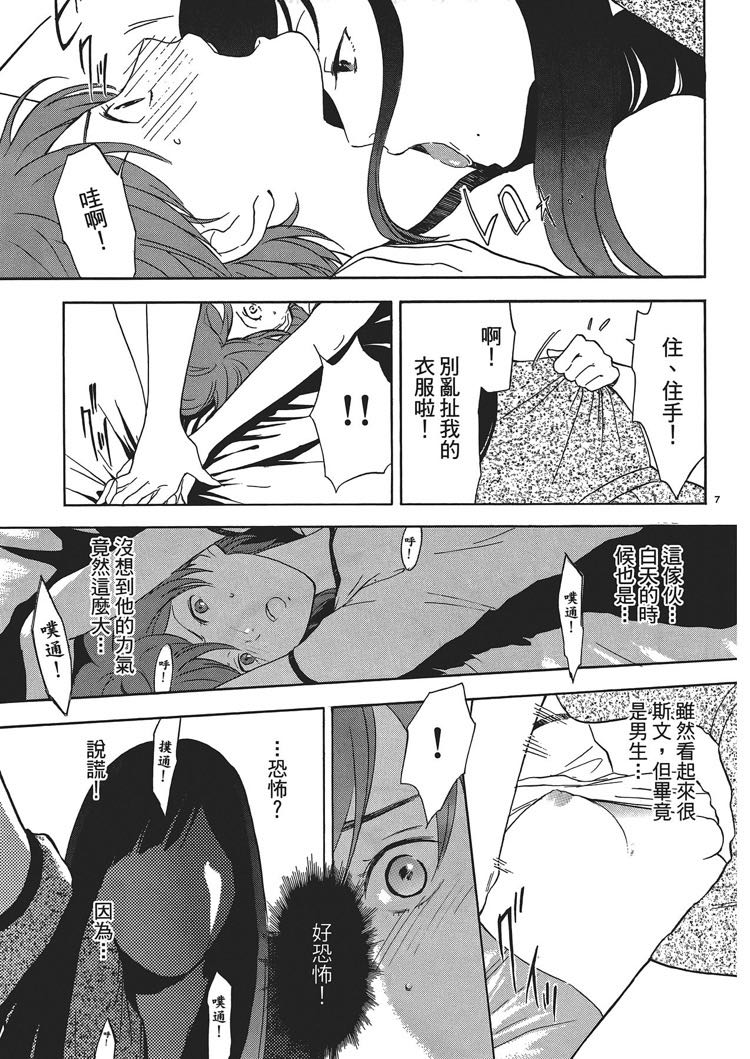 哇啊！
住、住手！
啊！
別亂扯我的
衣服啦！
！！
7
這傢伙…
白天的時
候也是…
噗通！
呼！
呼！
沒想到他的力氣
竟然這麼大…
噗通！
雖然看起來很
斯文，但畢竟
是男生…
！
好恐怖！
…恐怖？
噗通！
說謊！
因為…
噗通！
呼！